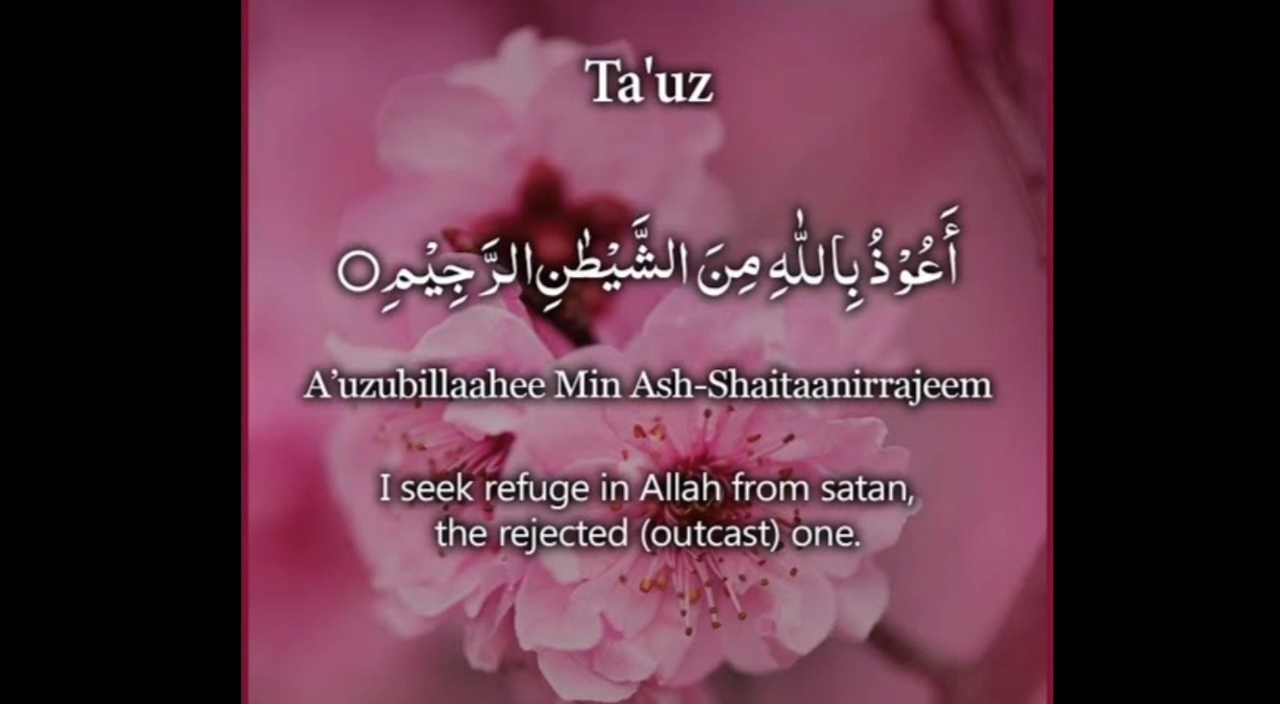 Ta'uz
أَعُوْذُ بِاللّٰهِ مِنَ الشَّيْطٰنِ الرَّجِيْمِ○
A’uzubillaahee Min Ash-Shaitaanirrajeem
I seek refuge in Allah from satan,
the rejected (outcast) one.